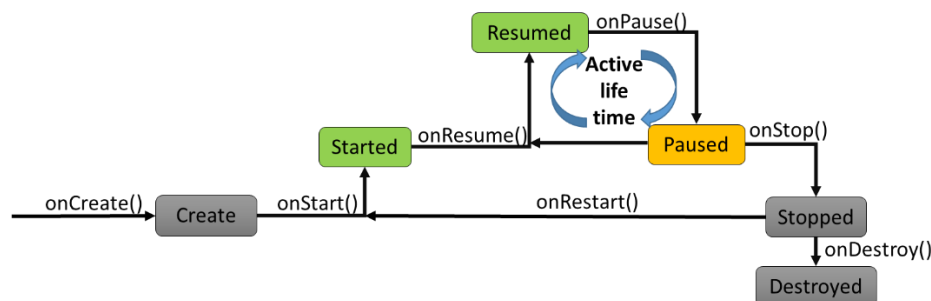 Resumed
onPause()
Active
life
time
Started
onResume()
Paused
onStop()
onCreate()
Create
onStart()
onRestart()
Stopped
onDestroy()
Destroyed